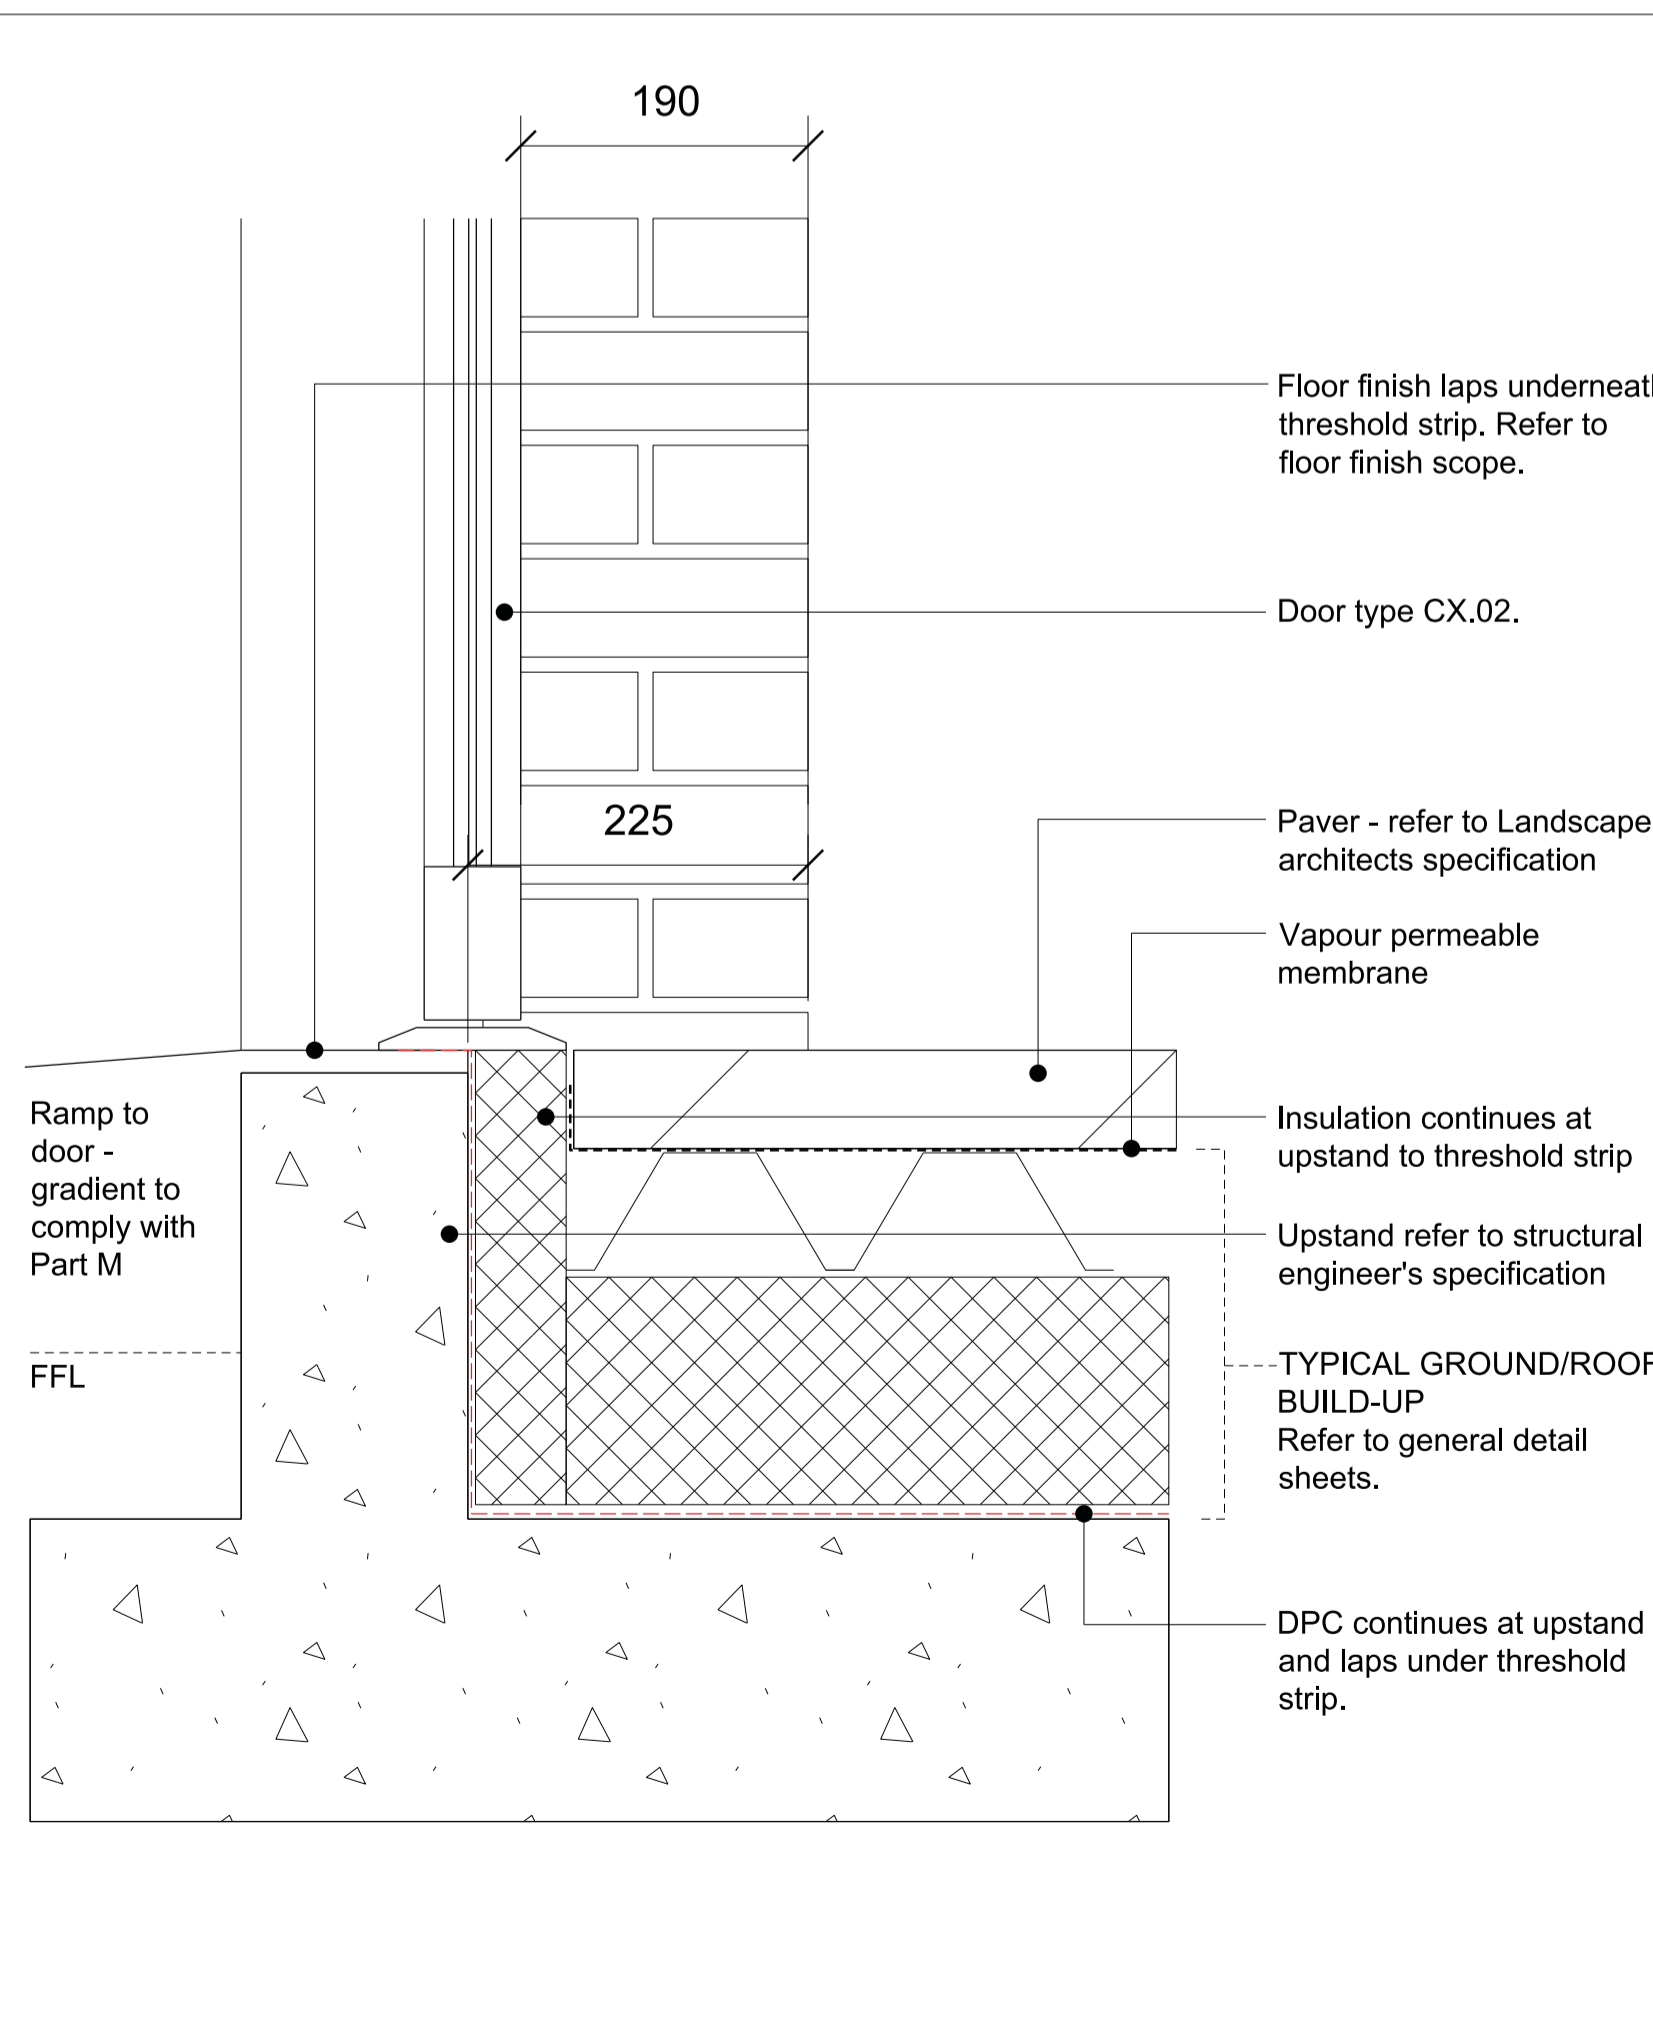 190
Floor finish laps underneath
threshold strip. Refer to
floor finish scope.
Door type CX.02.
225
Paver - refer to Landscape
architects specification
Vapour permeable
membrane
Ramp to
door -
gradient to
comply with
Part M
Insulation continues at
upstand to threshold strip
Upstand refer to structural
engineer's specification
FFL
TYPICAL GROUND/ROOF
BUILD-UP
Refer to general detail
sheets.
DPC continues at upstand
and laps under threshold
strip.